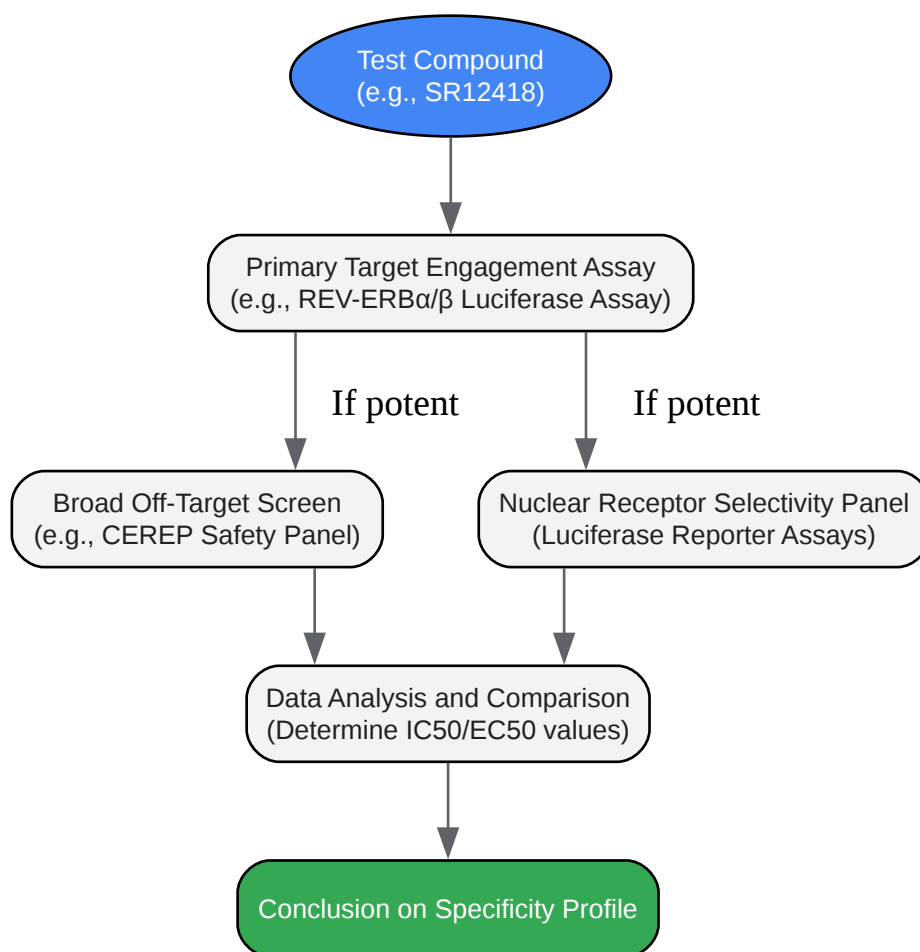 Test Compound
(e.g., SR12418)
Primary Target Engagement Assay
(e.g., REV-ERBα/β Luciferase Assay)
If potent
If potent
Broad Off-Target Screen
(e.g., CEREP Safety Panel)
Nuclear Receptor Selectivity Panel
(Luciferase Reporter Assays)
Data Analysis and Comparison
(Determine IC50/EC50 values)
Conclusion on Specificity Profile